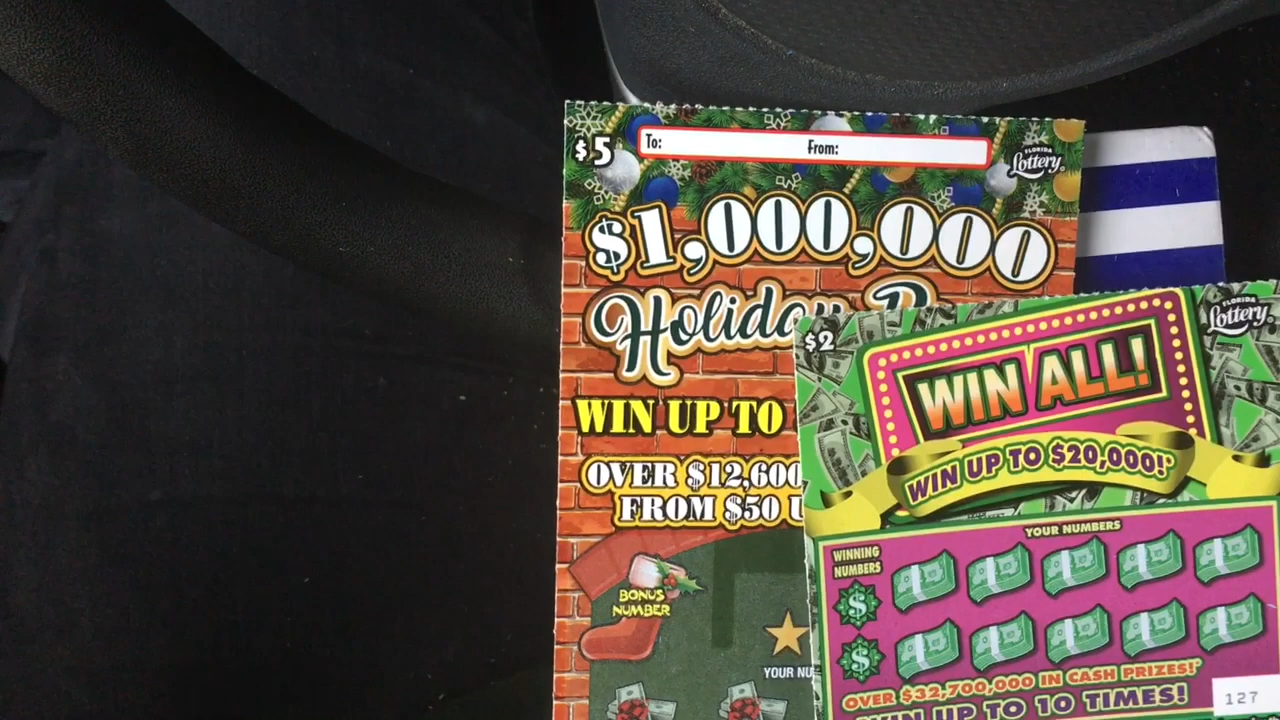 $5
To: From:
FLORIDA
Lottery
$1,000,000
Holiday
WIN UP TO
OVER $12,600
FROM $50
BONUS
NUMBER
$2
FLORIDA
Lottery
WIN ALL!
WIN UP TO $20,000!*
YOUR NUMBERS
WINNING
NUMBERS
$
$
OVER $32,700,000 IN CASH PRIZES!*
WIN UP TO 10 TIMES!
127